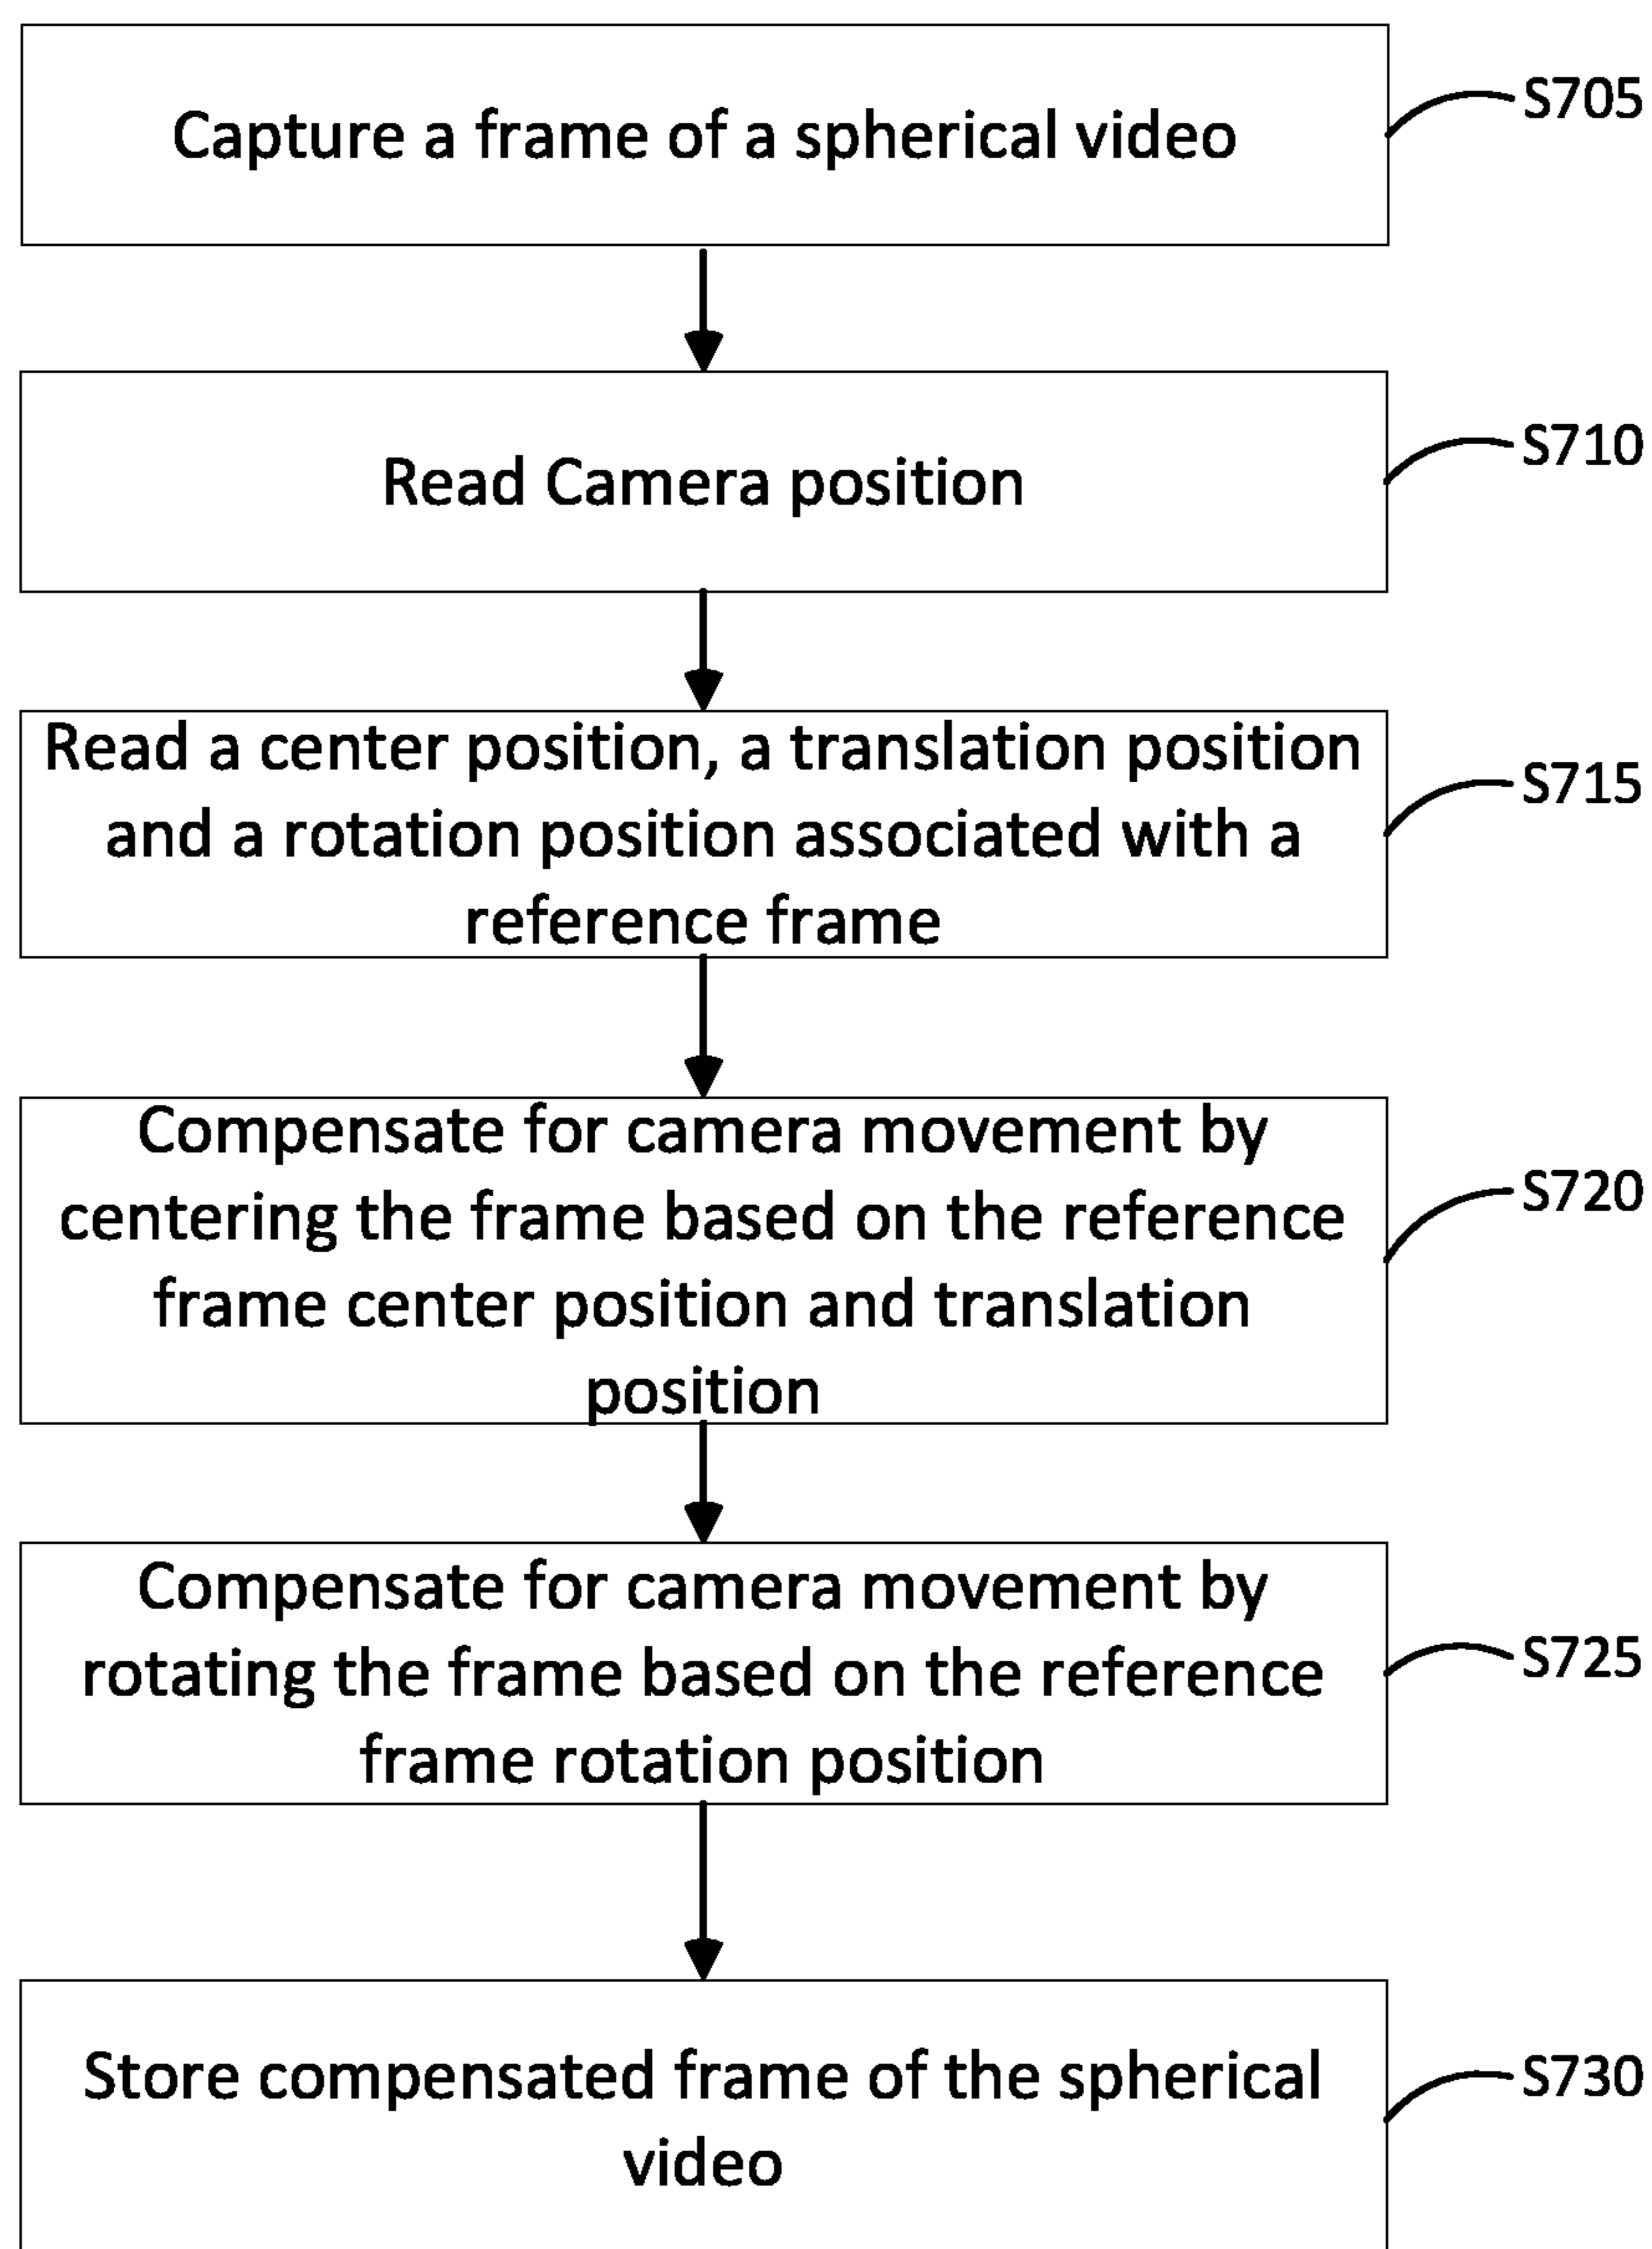 Capture a frame of a spherical video
S705
Read Camera position
S710
Read a center position, a translation position
and a rotation position associated with a
reference frame
S715
Compensate for camera movement by
centering the frame based on the reference
frame center position and translation
position
S720
Compensate for camera movement by
rotating the frame based on the reference
frame rotation position
S725
Store compensated frame of the spherical
video
S730